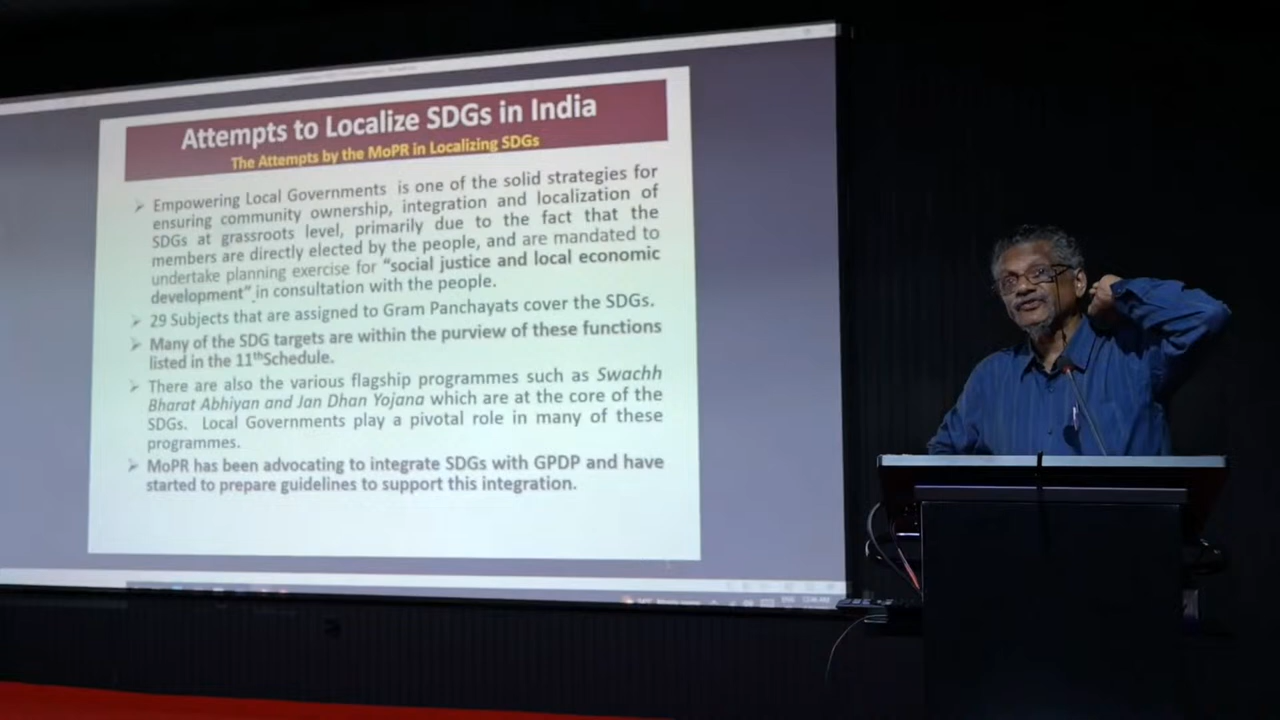 Attempts to Localize SDGs in India
The Attempts by the MoPR in Localizing SDGs
➢ Empowering Local Governments is one of the solid strategies for
ensuring community ownership, integration and localization of
SDGs at grassroots level, primarily due to the fact that the
members are directly elected by the people, and are mandated to
undertake planning exercise for “social justice and local economic
development” in consultation with the people.
➢ 29 Subjects that are assigned to Gram Panchayats cover the SDGs.
➢ Many of the SDG targets are within the purview of these functions
listed in the 11thSchedule.
➢ There are also the various flagship programmes such as Swachh
Bharat Abhiyan and Jan Dhan Yojana which are at the core of the
SDGs. Local Governments play a pivotal role in many of these
programmes.
➢ MoPR has been advocating to integrate SDGs with GPDP and have
started to prepare guidelines to support this integration.